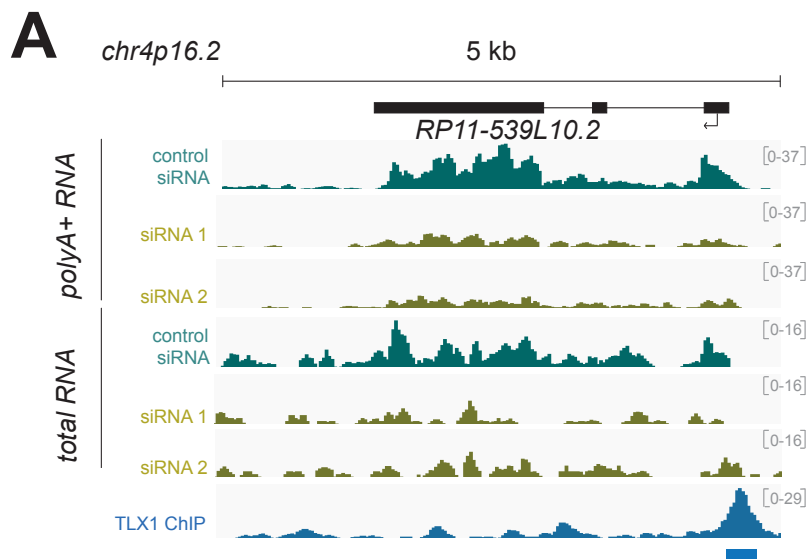 A
chr4p16.2
5 kb
RP11-539L10.2
polyA+ RNA
control
siRNA
[0-37]
siRNA 1
[0-37]
siRNA 2
[0-37]
total RNA
control
siRNA
[0-16]
siRNA 1
[0-16]
siRNA 2
[0-16]
TLX1 ChIP
[0-29]